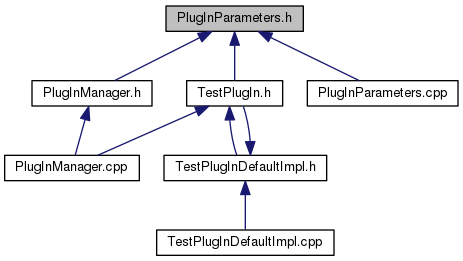 PlugInParameters.h
PlugInManager.h
TestPlugIn.h
PlugInParameters.cpp
PlugInManager.cpp
TestPlugInDefaultImpl.h
TestPlugInDefaultImpl.cpp